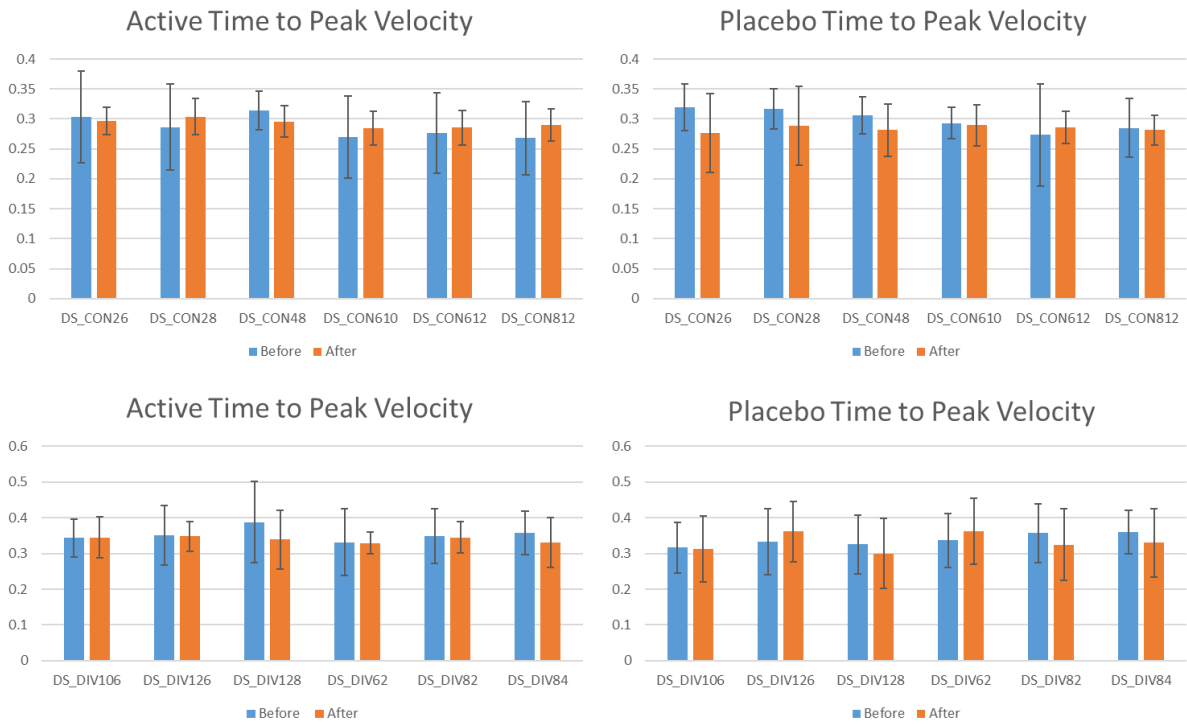 Active Time to Peak Velocity
0.4
0.35
0.3
0.25
0.2
0.15
0.1
0.05
0
DS_CON26 DS_CON28 DS_CON48 DS_CON610 DS_CON612 DS_CON812
Before After
Placebo Time to Peak Velocity
0.4
0.35
0.3
0.25
0.2
0.15
0.1
0.05
0
DS_CON26 DS_CON28 DS_CON48 DS_CON610 DS_CON612 DS_CON812
Before After
Active Time to Peak Velocity
0.6
0.5
0.4
0.3
0.2
0.1
0
DS_DIV106 DS_DIV126 DS_DIV128 DS_DIV62 DS_DIV82 DS_DIV84
Before After
Placebo Time to Peak Velocity
0.6
0.5
0.4
0.3
0.2
0.1
0
DS_DIV106 DS_DIV126 DS_DIV128 DS_DIV62 DS_DIV82 DS_DIV84
Before After